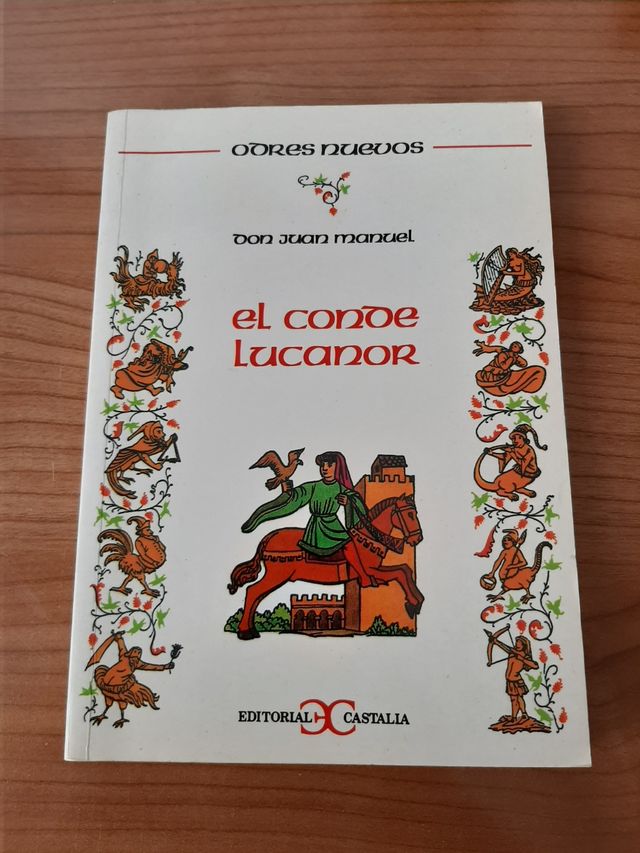 ODRES NUEVOS
DON JUAN MANUEL
EL CONDE
LUCANOR
EDITORIAL CASTALIA